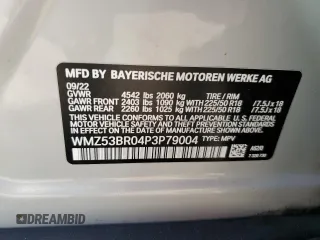 MFD BY BAYERISCHE MOTOREN WERKE AG
09/22
GVWR 4542 lbs 2060 kg TIRE / RIM
GAWR FRONT 2403 lbs 1090 kg WITH 225/50 R18 /7.5J x 18
GAWR REAR 2260 lbs 1025 kg WITH 225/50 R18 /7.5J x 18
THIS VEHICLE CONFORMS TO ALL APPLICABLE
U.S. FEDERAL MOTOR VEHICLE SAFETY STANDARDS
IN EFFECT ON THE DATE OF MANUFACTURE SHOWN ABOVE.
WMZ53BR04P3P79004 TYPE: MPV
DREAMBID